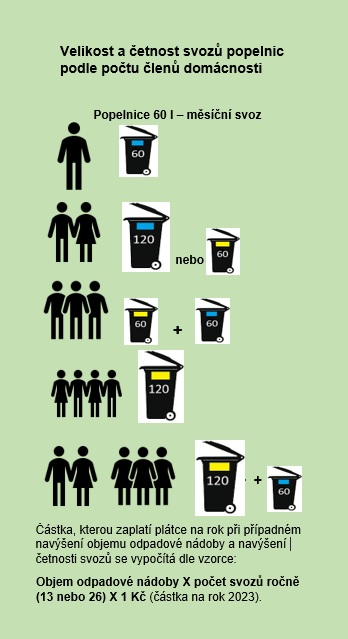 Velikost a četnost svozů popelnic
podle počtu členů domácnosti
Popelnice 60 l – měsíční svoz
60
120
nebo
60
60
+
60
120
120
+
60
Částka, kterou zaplatí plátce na rok při případném
navýšení objemu odpadové nádoby a navýšení
četnosti svozů se vypočítá dle vzorce:
Objem odpadové nádoby X počet svozů ročně
(13 nebo 26) X 1 Kč (částka na rok 2023).